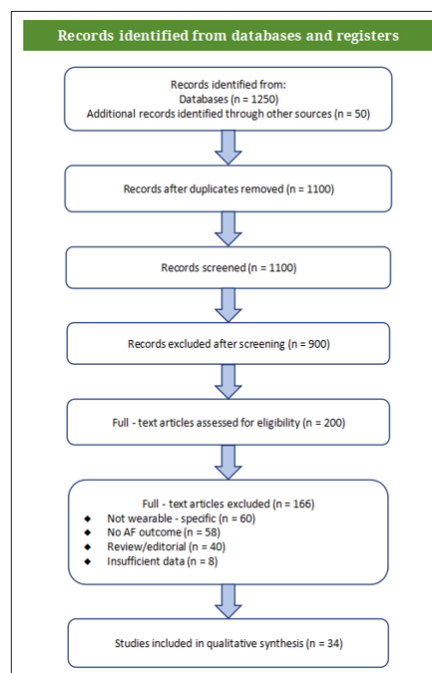 Records identified from databases and registers
Records identified from:
Databases (n = 1250)
Additional records identified through other sources (n = 50)
Records after duplicates removed (n = 1100)
Records screened (n = 1100)
Records excluded after screening (n = 900)
Full - text articles assessed for eligibility (n = 200)
Full - text articles excluded (n = 166)
◆ Not wearable - specific (n = 60)
◆ No AF outcome (n = 58)
◆ Review/editorial (n = 40)
◆ Insufficient data (n = 8)
Studies included in qualitative synthesis (n = 34)